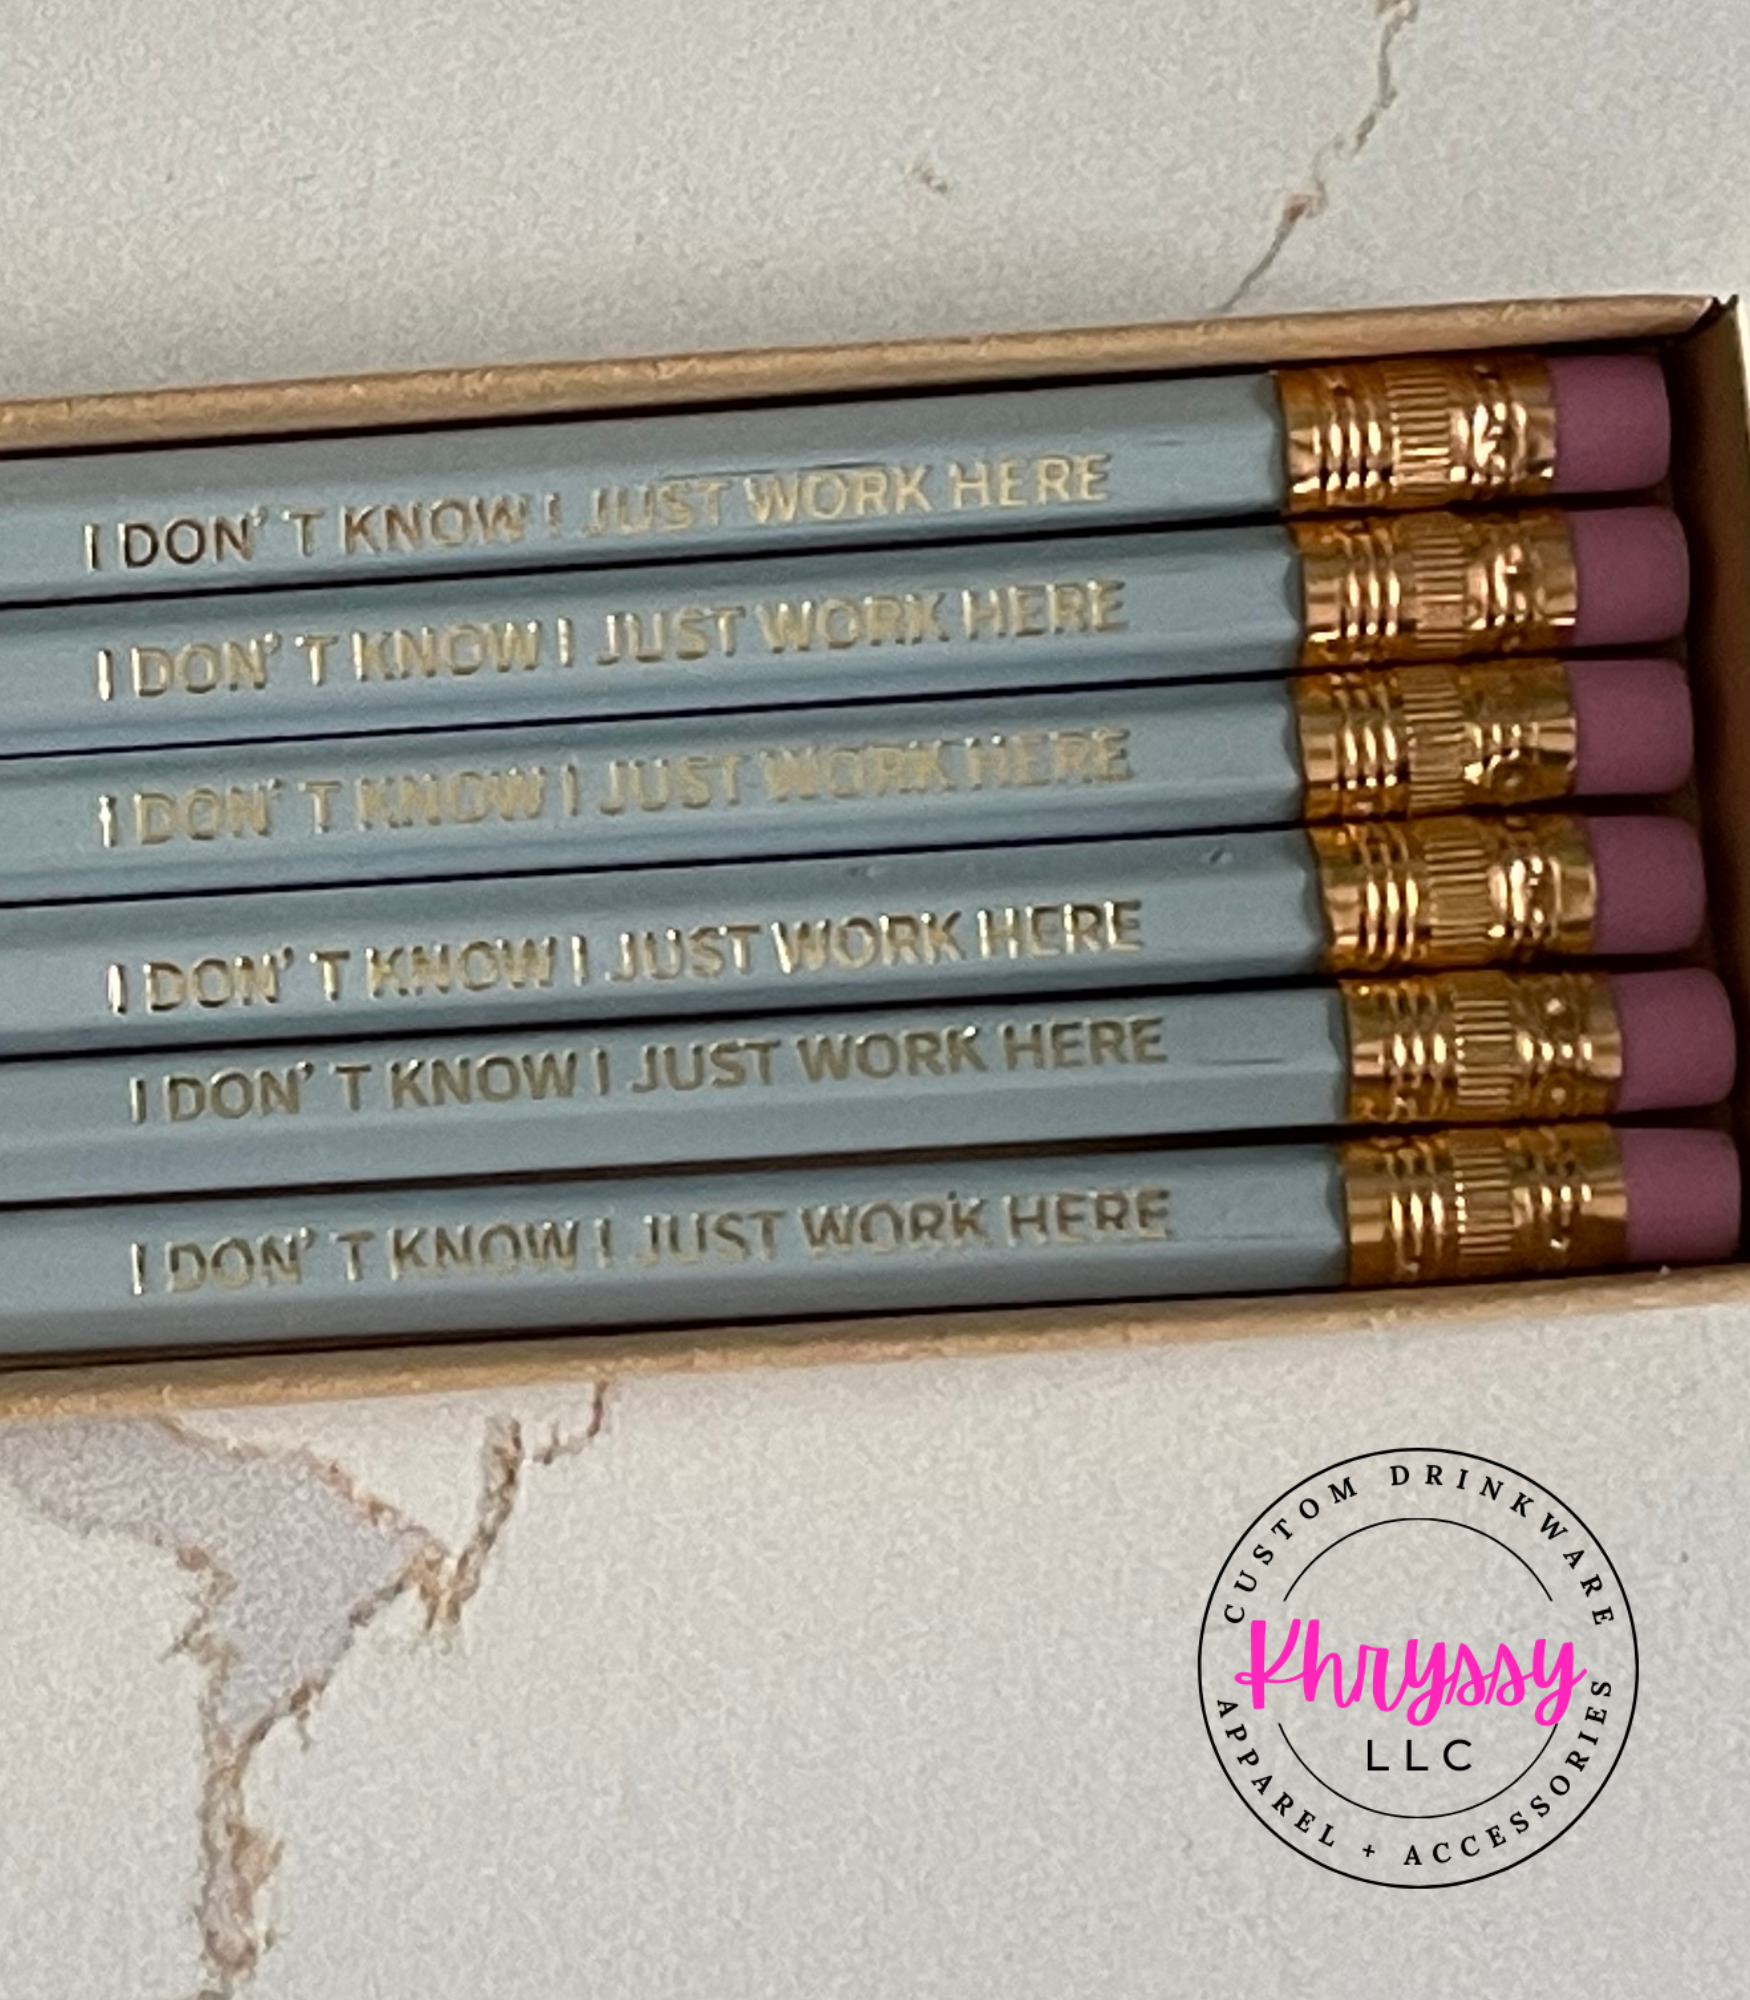 I DON' T KNOW I JUST WORK HERE
I DON' T KNOW I JUST WORK HERE
I DON' T KNOW I JUST WORK HERE
I DON' T KNOW I JUST WORK HERE
I DON' T KNOW I JUST WORK HERE
I DON' T KNOW I JUST WORK HERE
CUSTOM DRINKWARE
Khryssy
LLC
APPAREL + ACCESSORIES